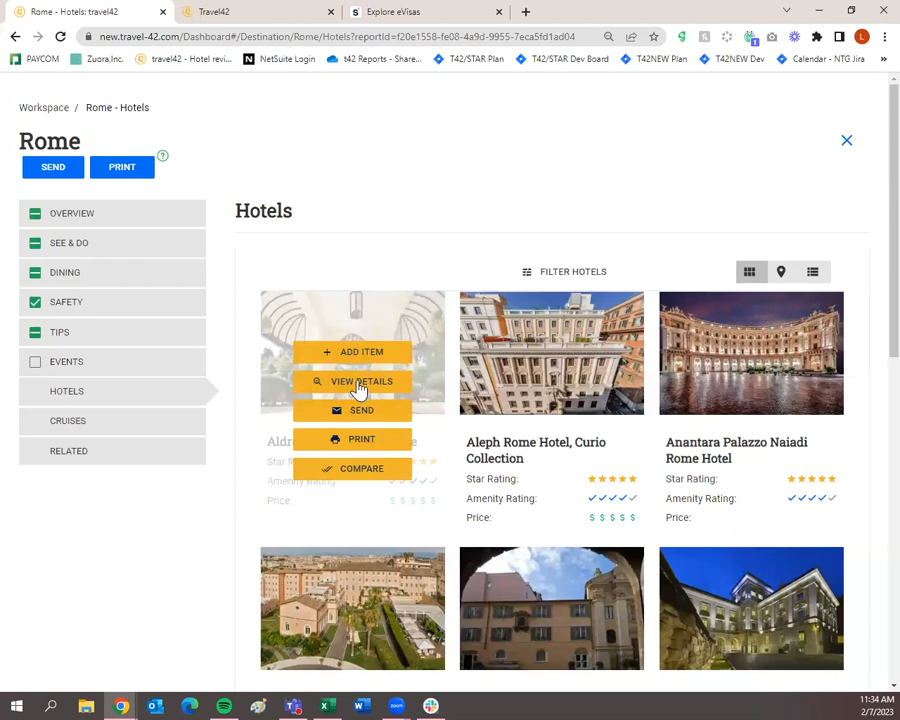 Rome - Hotels: travel42
Travel42
Explore eVisas
new.travel-42.com/Dashboard#/Destination/Rome/Hotels?reportId=f20e1558-fe08-4a9d-9955-7eca5fd1ad04
L
PAYCOM
Zuora,Inc.
travel42 - Hotel revi...
NetSuite Login
t42 Reports - Share...
T42/STAR Plan
T42/STAR Dev Board
T42NEW Plan
T42NEW Dev
Calendar - NTG Jira
»
Workspace / Rome - Hotels
Rome
SEND
PRINT
?
OVERVIEW
SEE & DO
DINING
SAFETY
TIPS
EVENTS
HOTELS
CRUISES
RELATED
Hotels
FILTER HOTELS
+ ADD ITEM
VIEW DETAILS
SEND
PRINT
COMPARE
Price: $ $ $ $ $
Aleph Rome Hotel, Curio Collection
Star Rating:
Amenity Rating:
Price: $ $ $ $ $
Anantara Palazzo Naiadi Rome Hotel
Star Rating:
Amenity Rating:
Price:
11:34 AM
2/7/2023